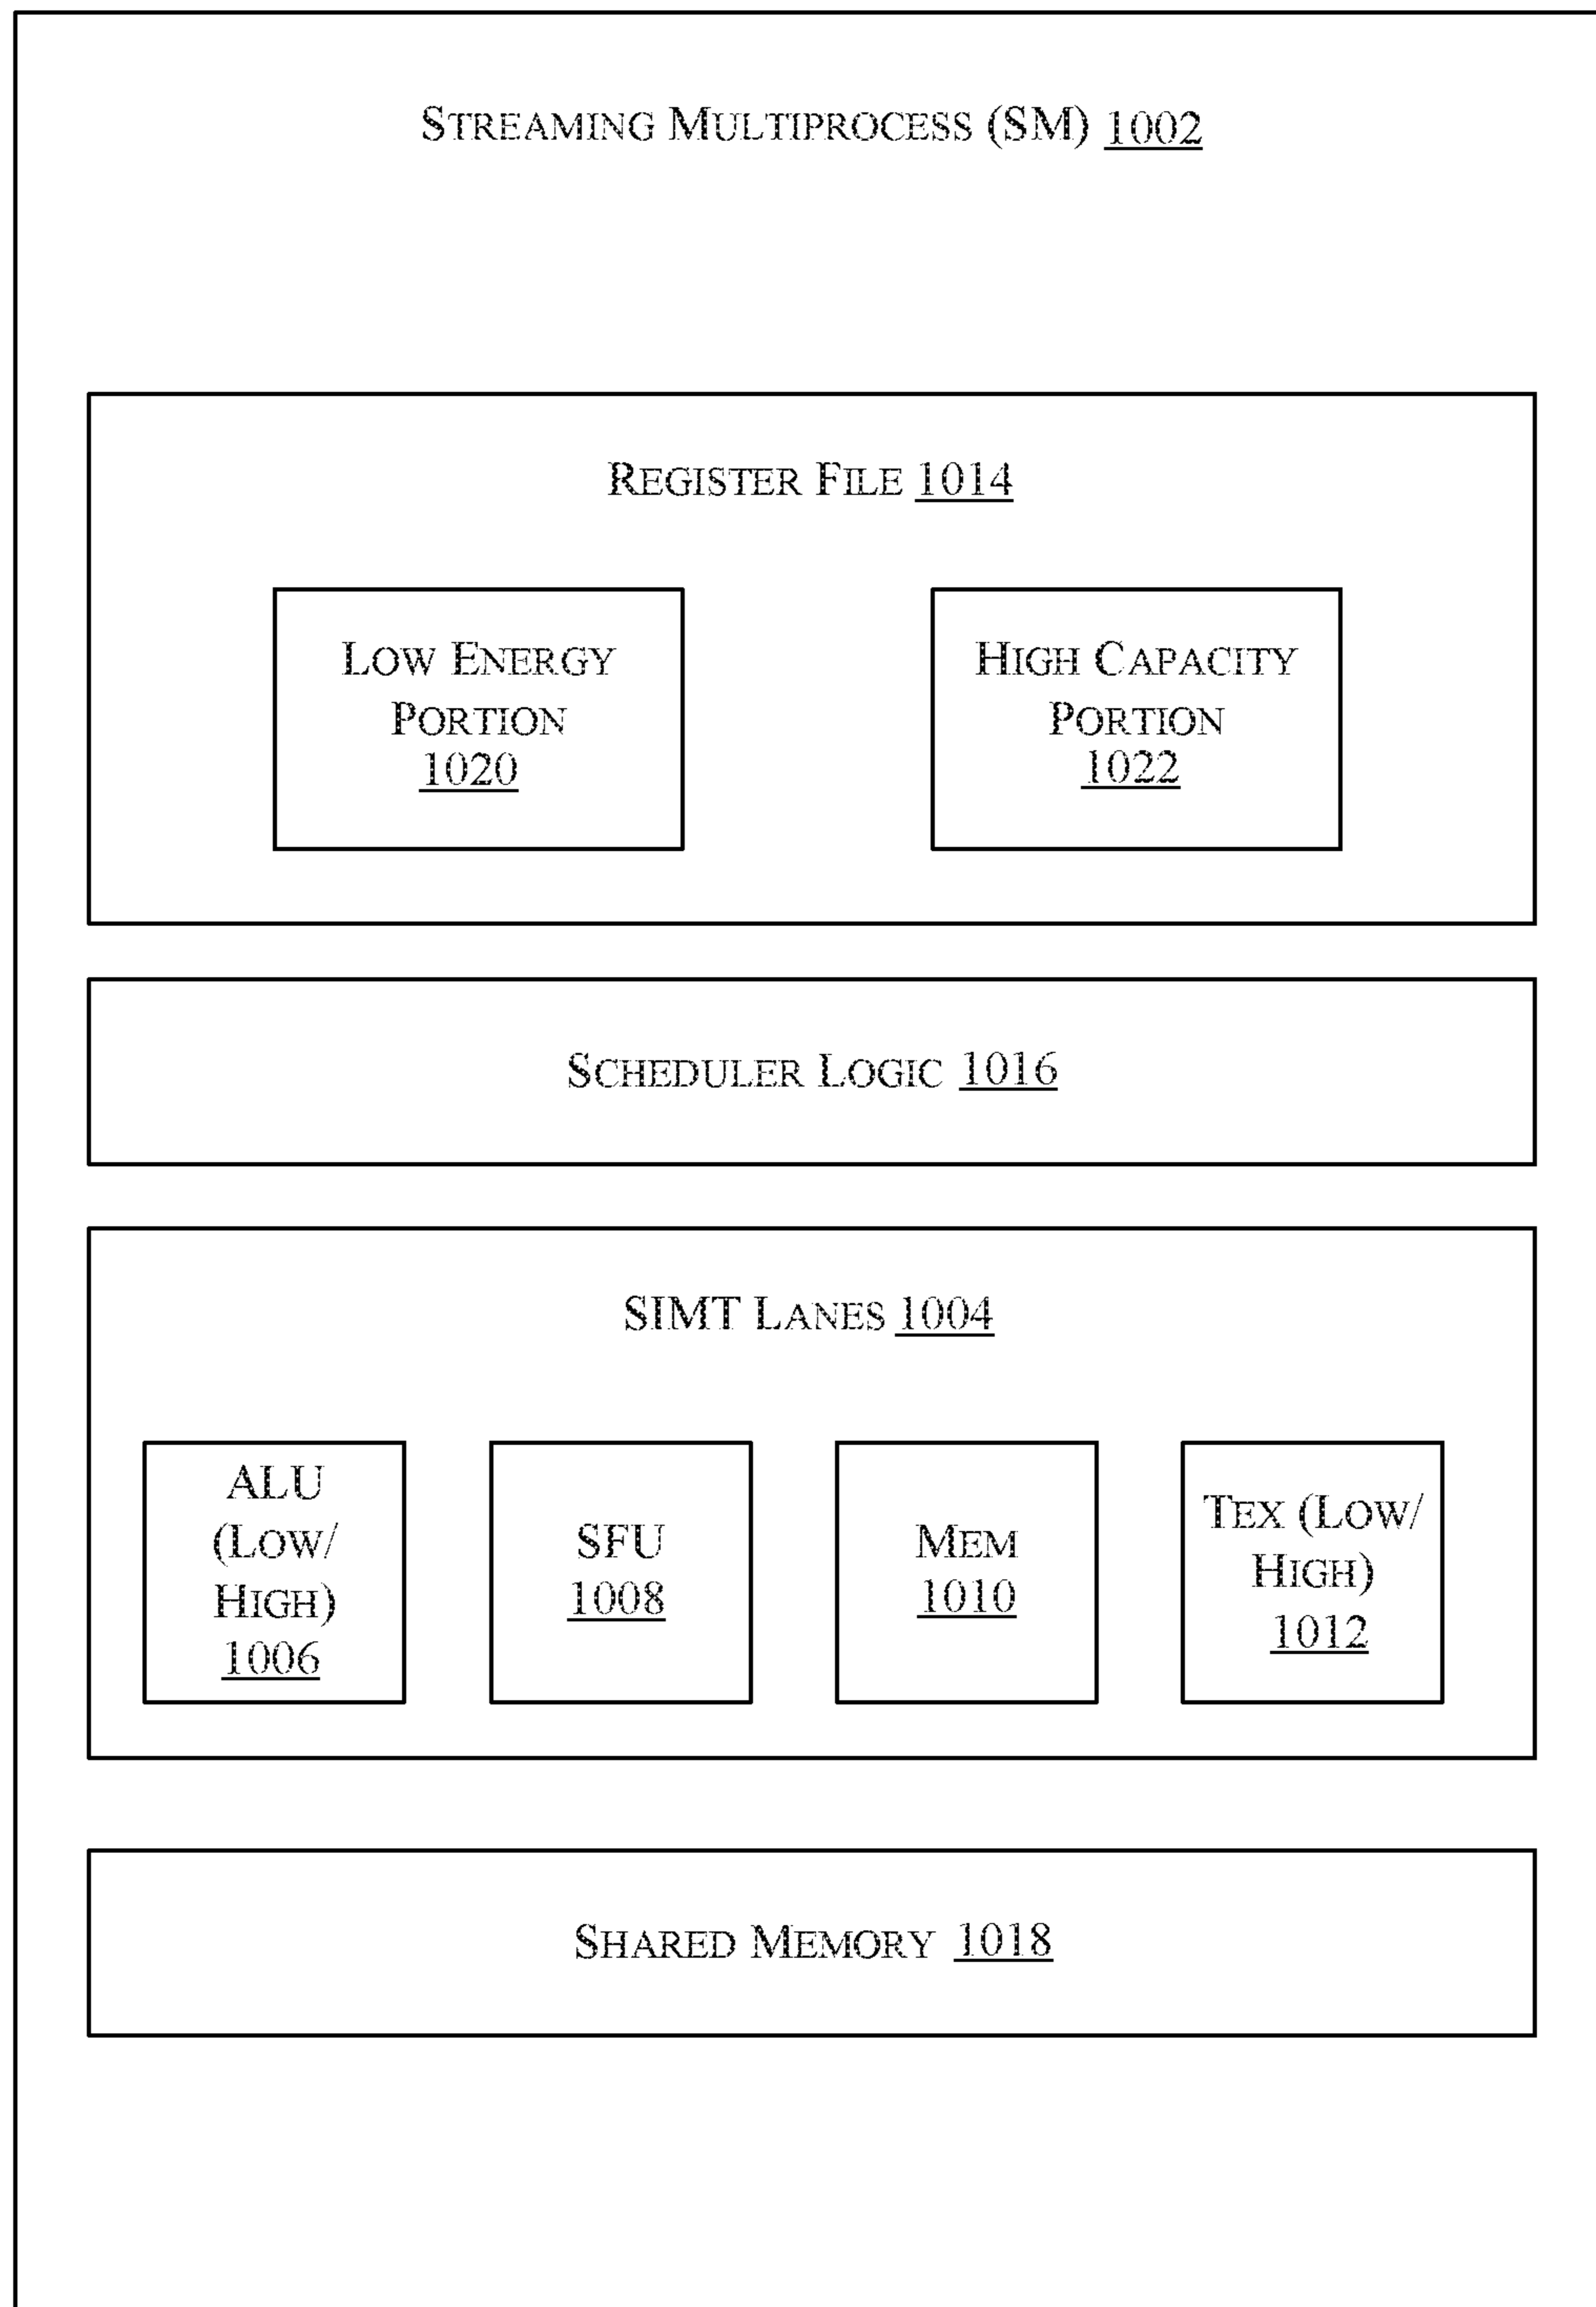 STREAMING MULTIPROCESS (SM) 1002
REGISTER FILE 1014
LOW ENERGY
PORTION
1020
HIGH CAPACITY
PORTION
1022
SCHEDULER LOGIC 1016
SIMT LANES 1004
ALU
(LOW/
HIGH)
1006
SFU
1008
MEM
1010
TEX (LOW/
HIGH)
1012
SHARED MEMORY 1018